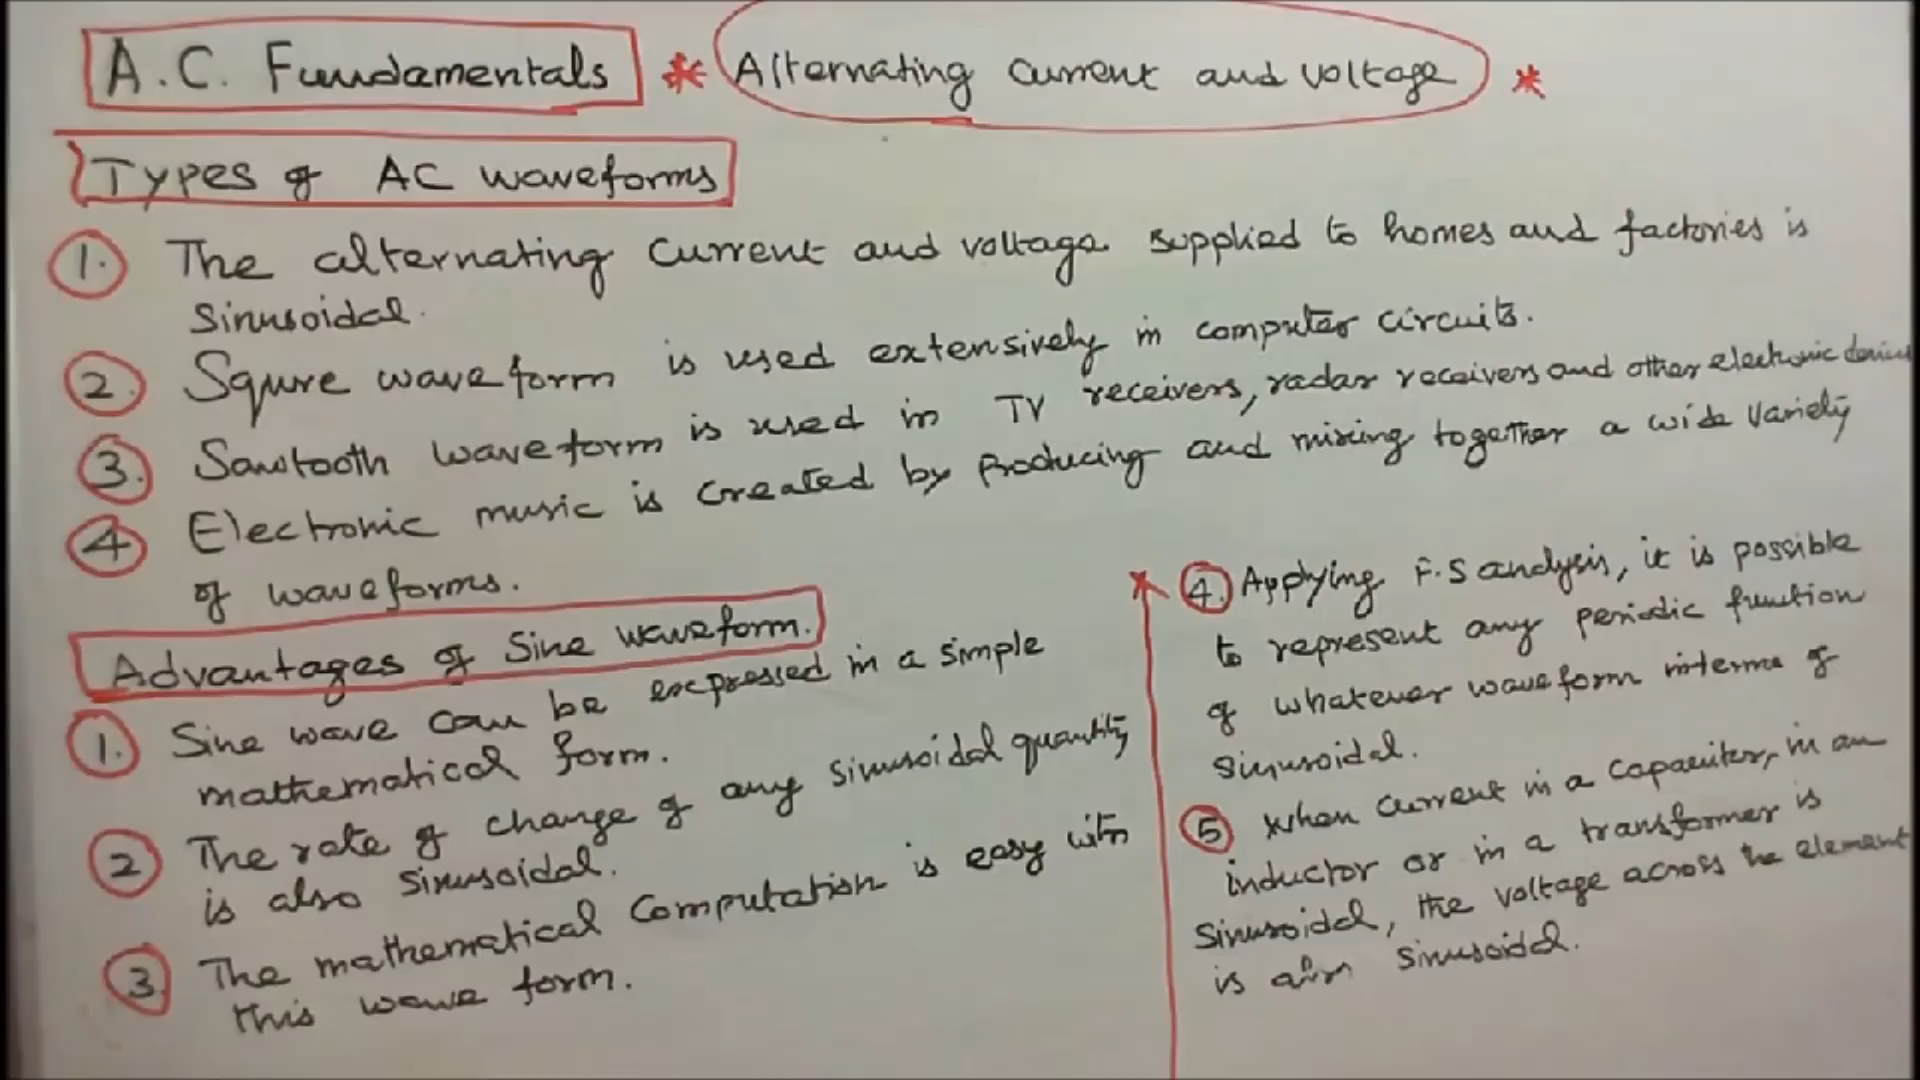 A.C. Fundamentals * Alternating Current and voltage *
Types of AC waveforms
1. The alternating Current and voltage supplied to homes and factories is
Sinusoidal.
2. Squre waveform is used extensively in computer circuits.
3. Sawtooth waveform is used in TV receivers, radar receivers and other electronic
4. Electronic music is created by Producing and mixing together a wide variety
of waveforms.
Advantages of Sine waveform.
1. Sine wave can be expressed in a simple
mathematical form.
2 The rate of change of any sinusoidal quantity
is also sinusoidal.
3. The mathematical Computation is easy with
this wave form.
4. Applying F.S analysis, it is possible
to represent any periodic function
of whatever waveform interms of
sinusoidal.
5 when current in a capacitor, in an
inductor or in a transformer is
sinusoidal, the voltage across the element
is also sinusoidal.